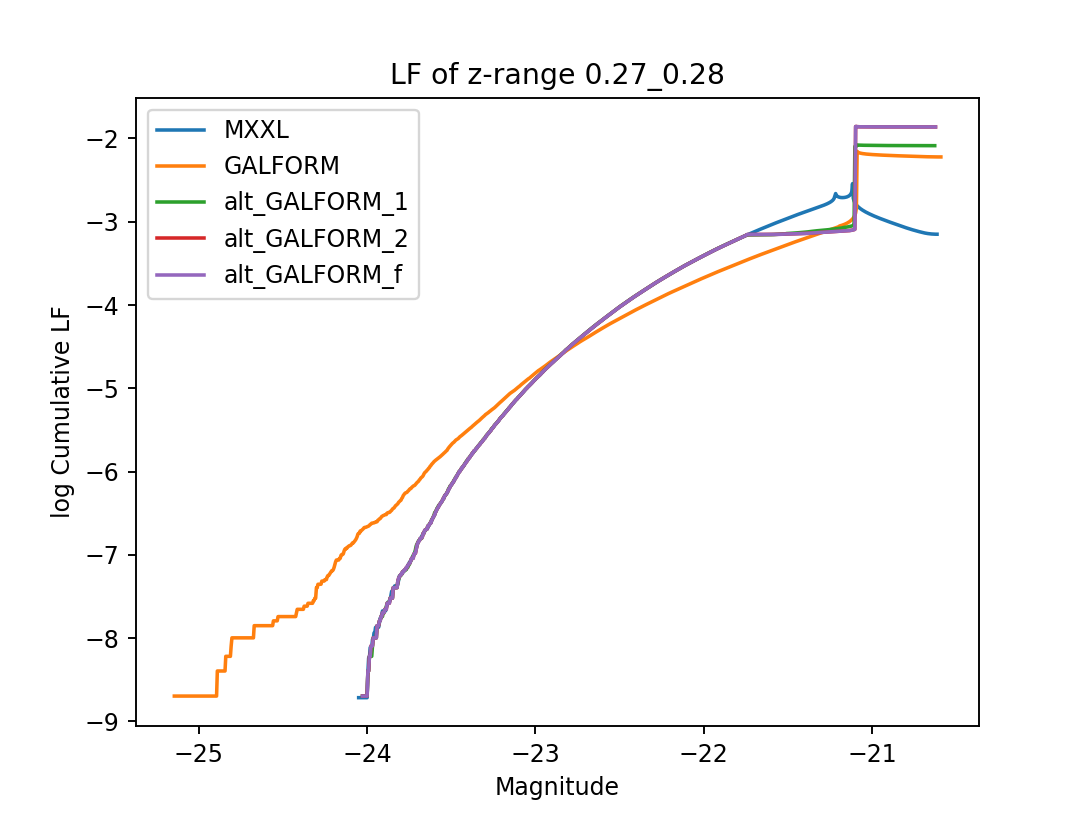 LF of z-range 0.27_0.28
MXXL
GALFORM
alt_GALFORM_1
alt_GALFORM_2
alt_GALFORM_f
log Cumulative LF
−2
−3
−4
−5
−6
−7
−8
−9
−25 −24 −23 −22 −21
Magnitude